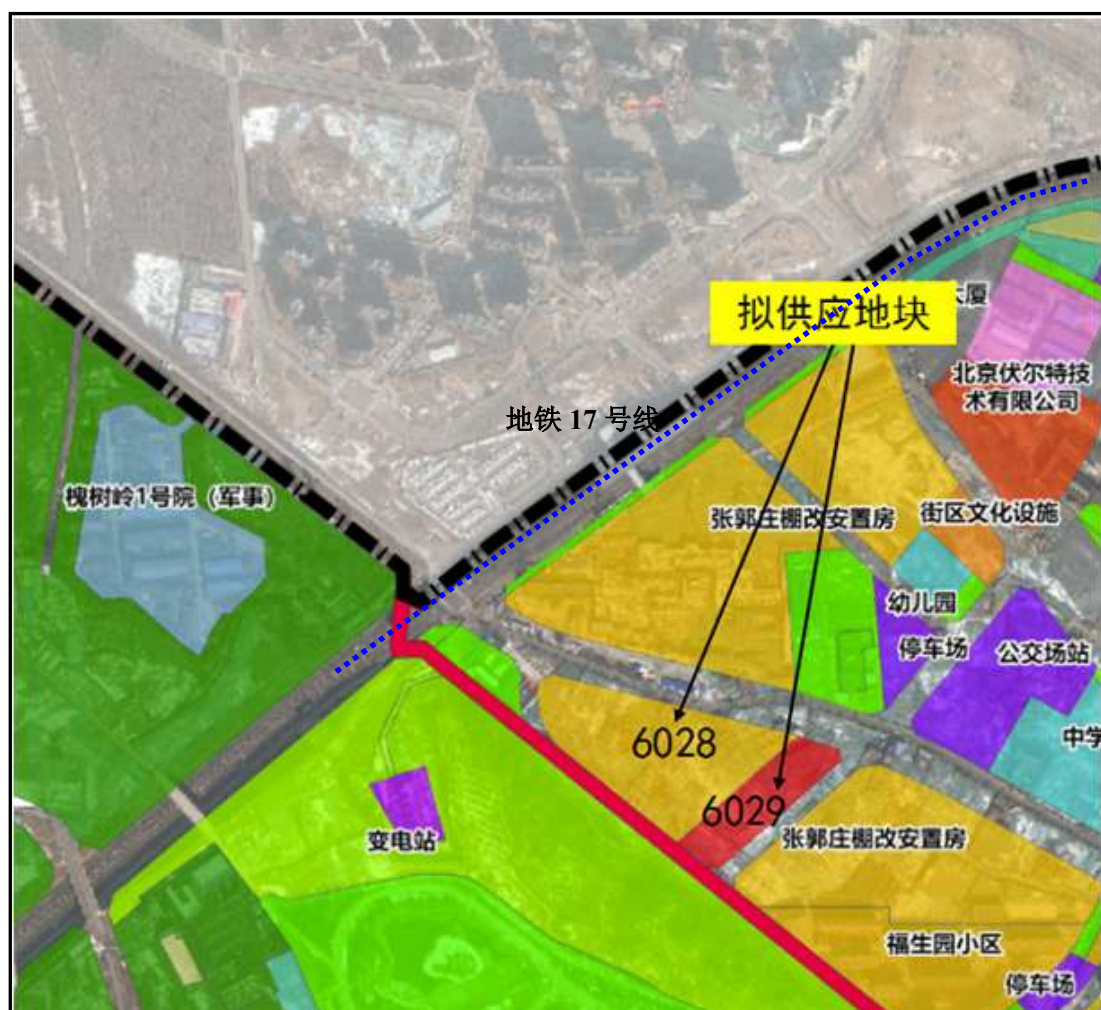 拟供应地块
大厦
北京伏尔特技
术有限公司
地铁 17 号线
槐树岭1号院（军事）
张郭庄棚改安置房
街区文化设施
幼儿园
停车场
公交场站
中学
6028
6029
变电站
张郭庄棚改安置房
福生园小区
停车场